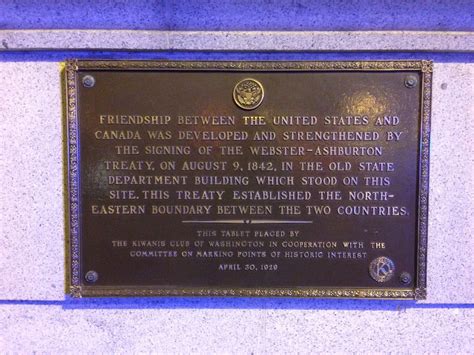 FRIENDSHIP BETWEEN THE UNITED STATES AND
CANADA WAS DEVELOPED AND STRENGTHENED BY
THE SIGNING OF THE WEBSTER-ASHBURTON
TREATY, ON AUGUST 9, 1842, IN THE OLD STATE
DEPARTMENT BUILDING WHICH STOOD ON THIS
SITE. THIS TREATY ESTABLISHED THE NORTH-
EASTERN BOUNDARY BETWEEN THE TWO COUNTRIES.
THIS TABLET PLACED BY
THE KIWANIS CLUB OF WASHINGTON IN COOPERATION WITH THE
COMMITTEE ON MARKING POINTS OF HISTORIC INTEREST
APRIL 30, 1929